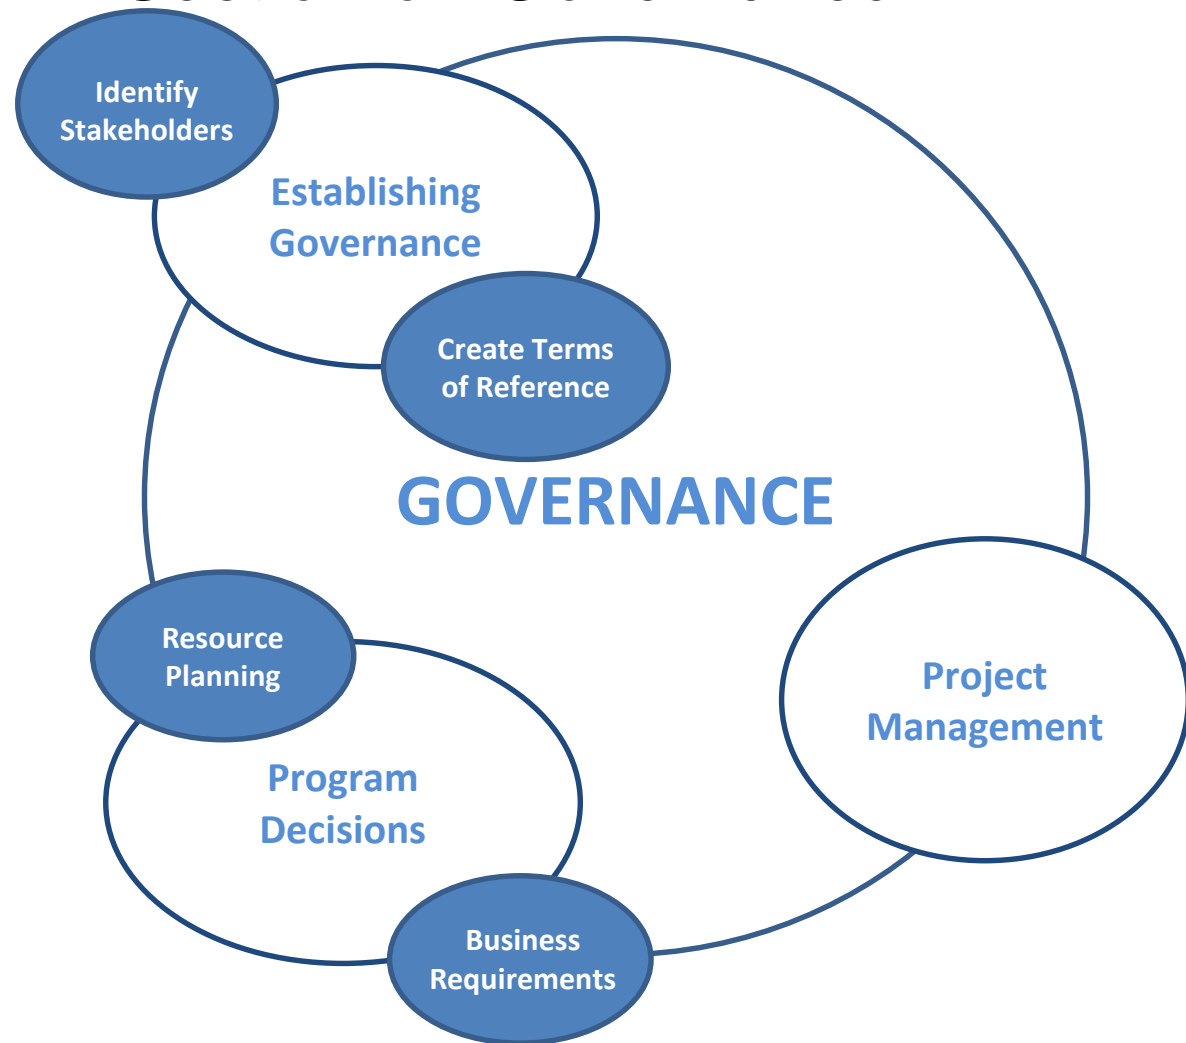 Identify
Stakeholders
Establishing
Governance
Create Terms
of Reference
GOVERNANCE
Resource
Planning
Project
Management
Program
Decisions
Business
Requirements